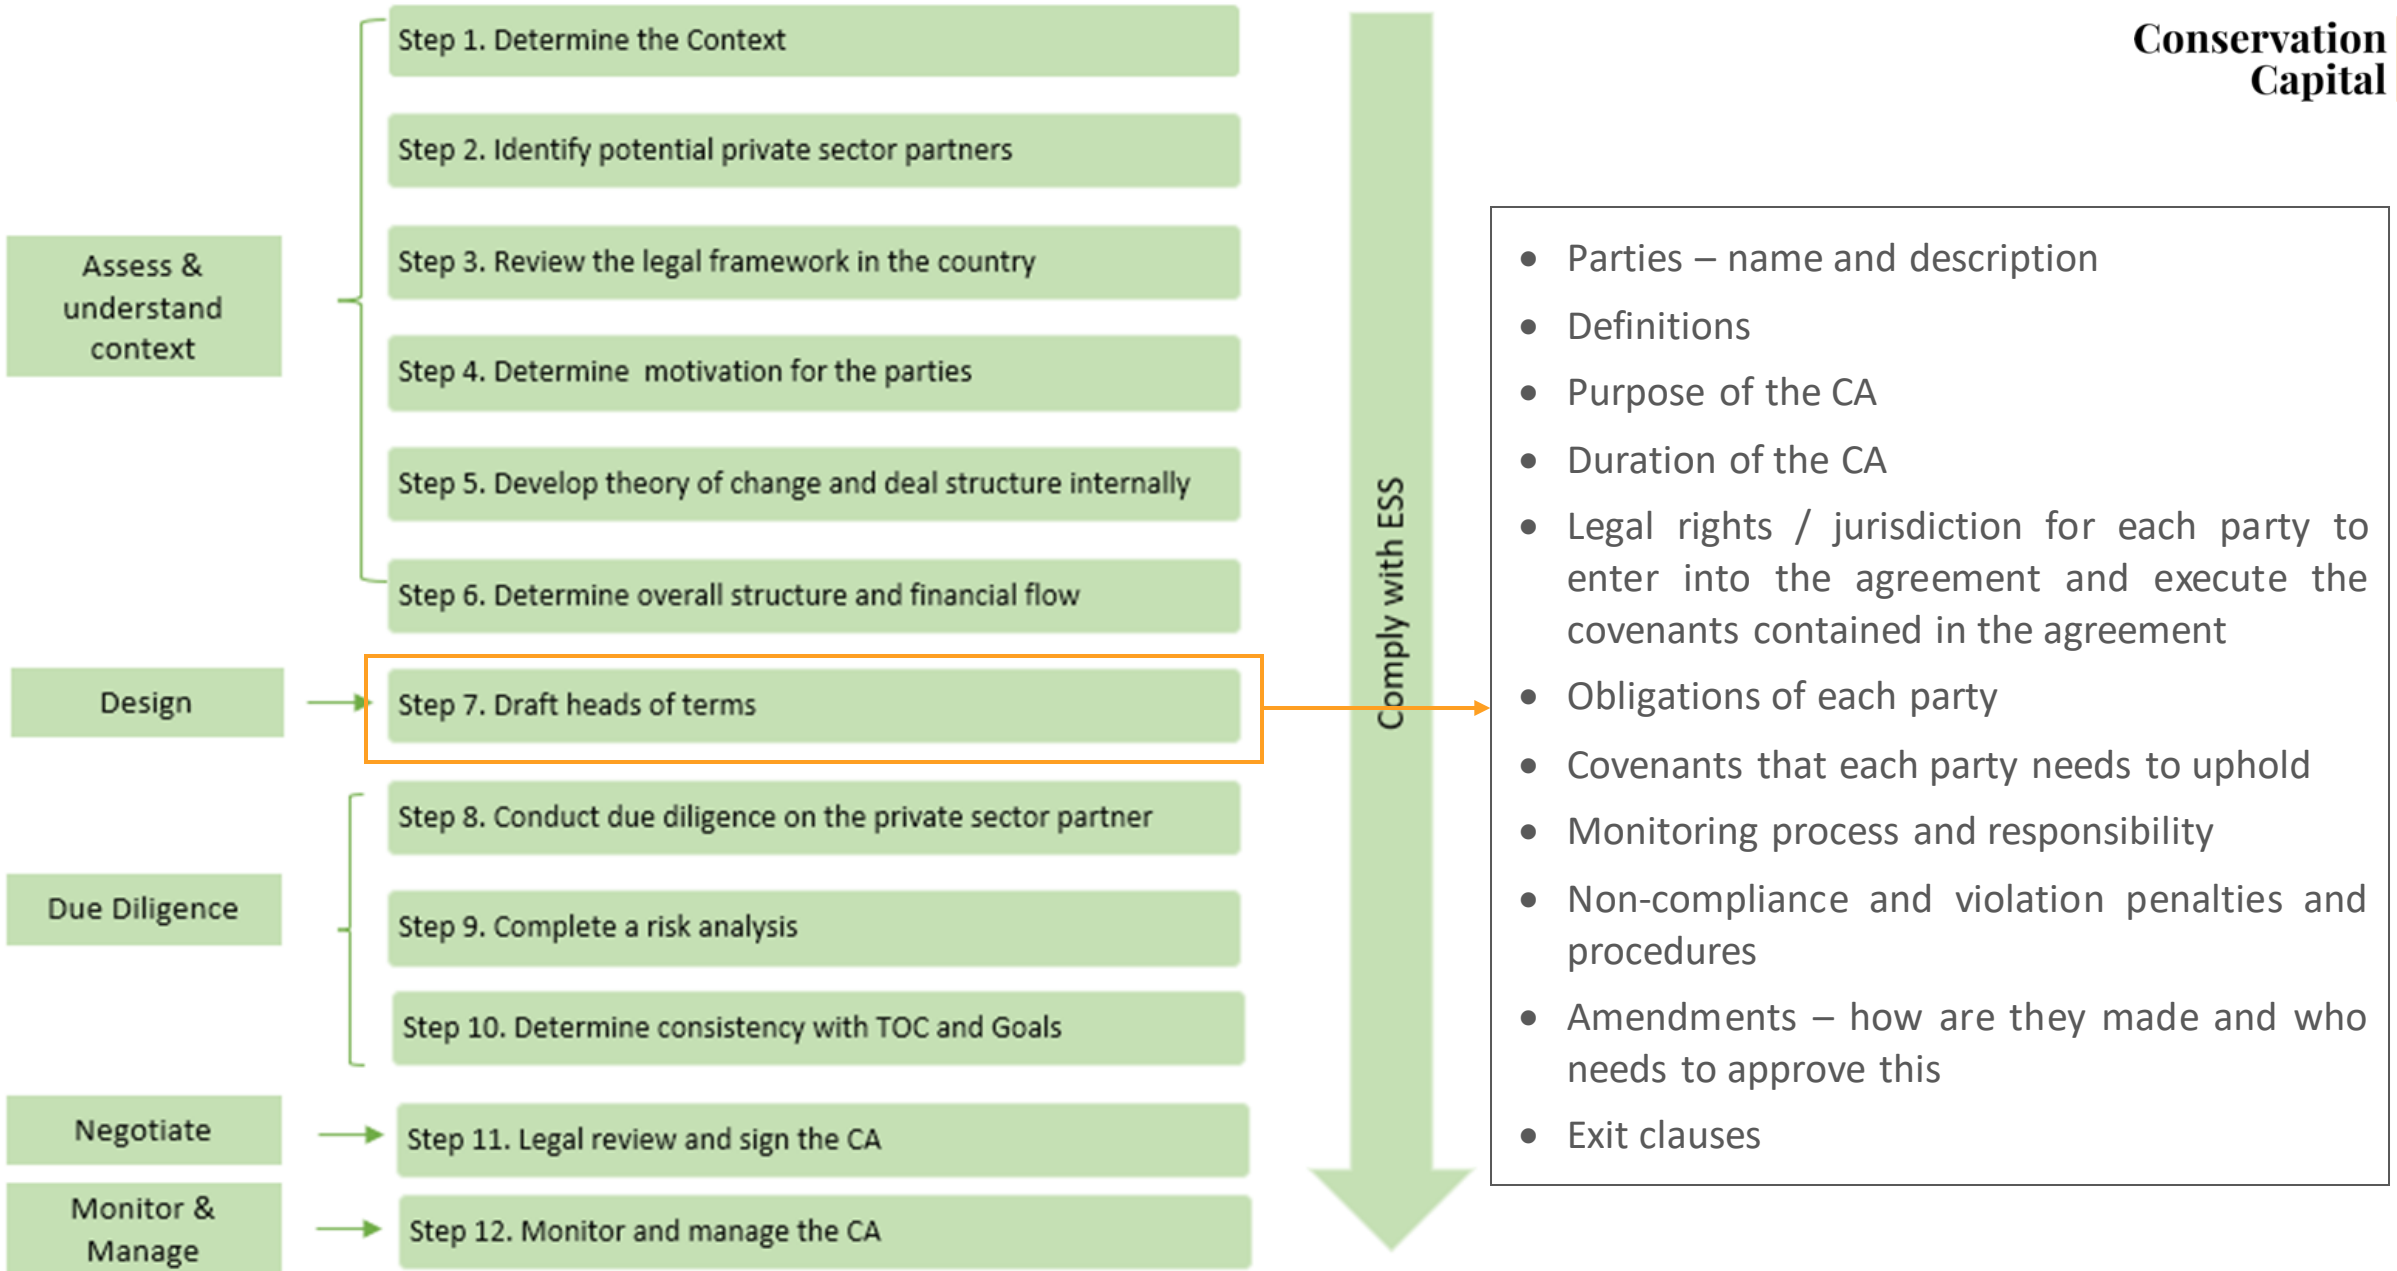 Conservation
Capital
Assess &
understand
context
Step 1. Determine the Context
Step 2. Identify potential private sector partners
Step 3. Review the legal framework in the country
Step 4. Determine  motivation for the parties
Step 5. Develop theory of change and deal structure internally
Step 6. Determine overall structure and financial flow
Design
Step 7. Draft heads of terms
Due Diligence
Step 8. Conduct due diligence on the private sector partner
Step 9. Complete a risk analysis
Step 10. Determine consistency with TOC and Goals
Negotiate
Step 11. Legal review and sign the CA
Monitor &
Manage
Step 12. Monitor and manage the CA
Comply with ESS
• Parties – name and description
• Definitions
• Purpose of the CA
• Duration of the CA
• Legal rights / jurisdiction for each party to
enter into the agreement and execute the
covenants contained in the agreement
• Obligations of each party
• Covenants that each party needs to uphold
• Monitoring process and responsibility
• Non-compliance and violation penalties and
procedures
• Amendments – how are they made and who
needs to approve this
• Exit clauses